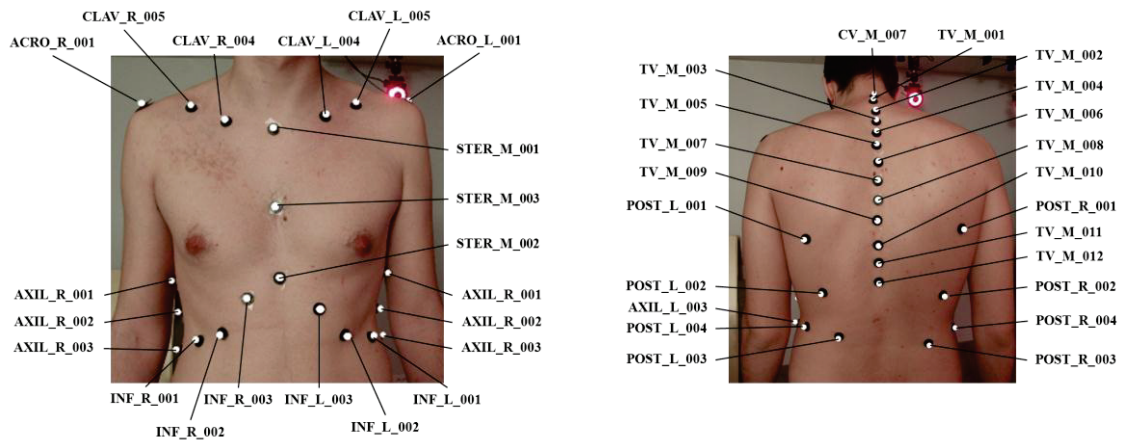 CLAV_R_005
CLAV_L_005
ACRO_R_001
CLAV_R_004
CLAV_L_004
ACRO_L_001
STER_M_001
STER_M_003
STER_M_002
AXIL_R_001
AXIL_R_001
AXIL_R_002
AXIL_R_002
AXIL_R_003
AXIL_R_003
INF_R_001
INF_R_003
INF_L_003
INF_L_001
INF_R_002
INF_L_002
CV_M_007
TV_M_001
TV_M_002
TV_M_003
TV_M_004
TV_M_005
TV_M_006
TV_M_007
TV_M_008
TV_M_009
TV_M_010
POST_L_001
POST_R_001
TV_M_011
TV_M_012
POST_L_002
POST_R_002
AXIL_L_003
POST_L_004
POST_R_004
POST_L_003
POST_R_003